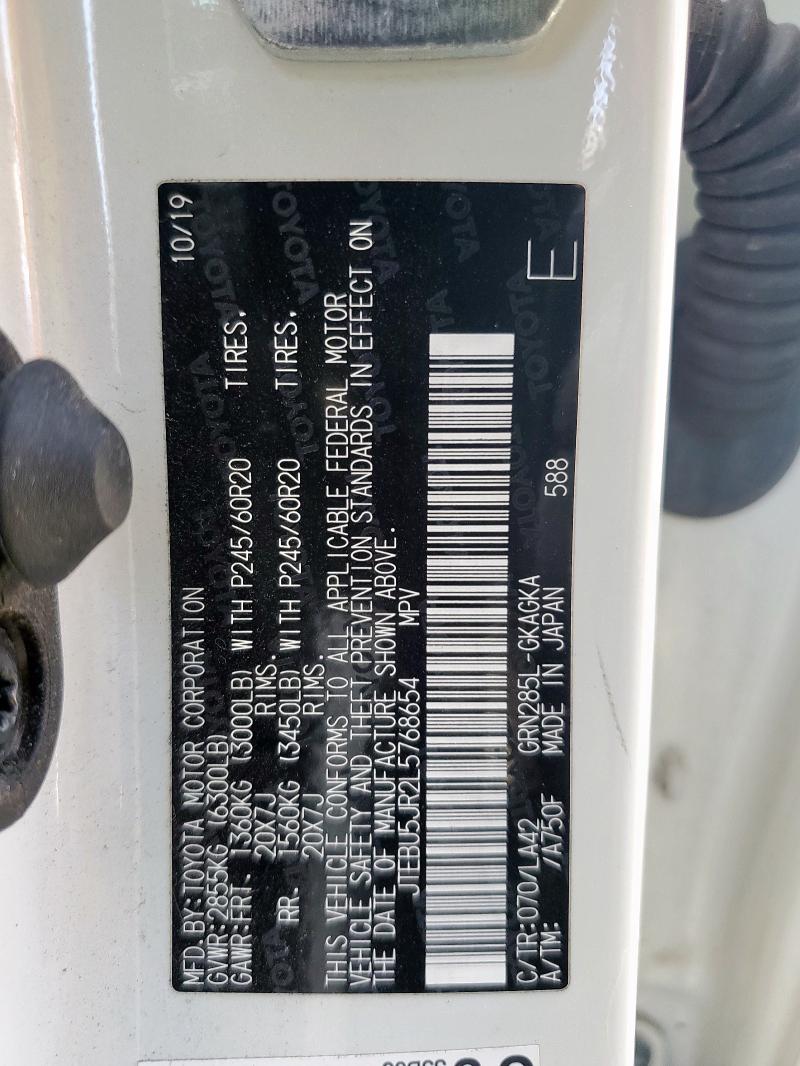 MFD.BY:TOYOTA MOTOR CORPORATION 10/19
GVWR:2855KG (6300LB)
GAWR:FRT- 1360KG (3000LB) WITH P245/60R20 TIRES.
20X7J RIMS.
RR- 1560KG (3450LB) WITH P245/60R20 TIRES.
20X7J RIMS.
THIS VEHICLE CONFORMS TO ALL APPLICABLE FEDERAL MOTOR
VEHICLE SAFETY AND THEFT PREVENTION STANDARDS IN EFFECT ON
THE DATE OF MANUFACTURE SHOWN ABOVE.
JTEBU5JR2L5768654 MPV
C/TR:070/LA42 GRN285L-GKAGKA
A/TM: /A750F MADE IN JAPAN 588
E